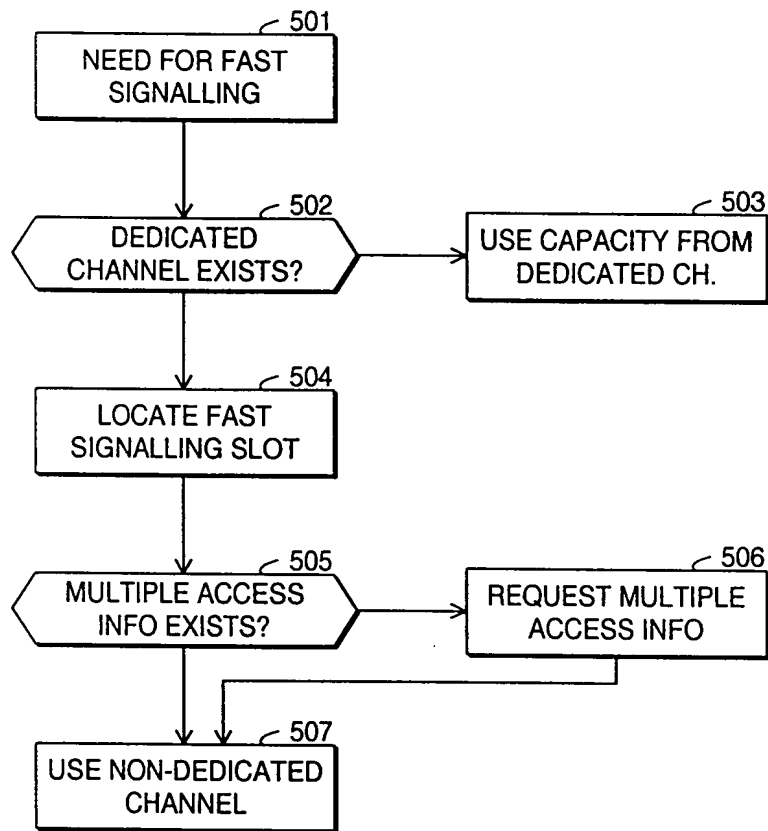 501
NEED FOR FAST
SIGNALLING
502
DEDICATED
CHANNEL EXISTS?
503
USE CAPACITY FROM
DEDICATED CH.
504
LOCATE FAST
SIGNALLING SLOT
505
MULTIPLE ACCESS
INFO EXISTS?
506
REQUEST MULTIPLE
ACCESS INFO
507
USE NON-DEDICATED
CHANNEL